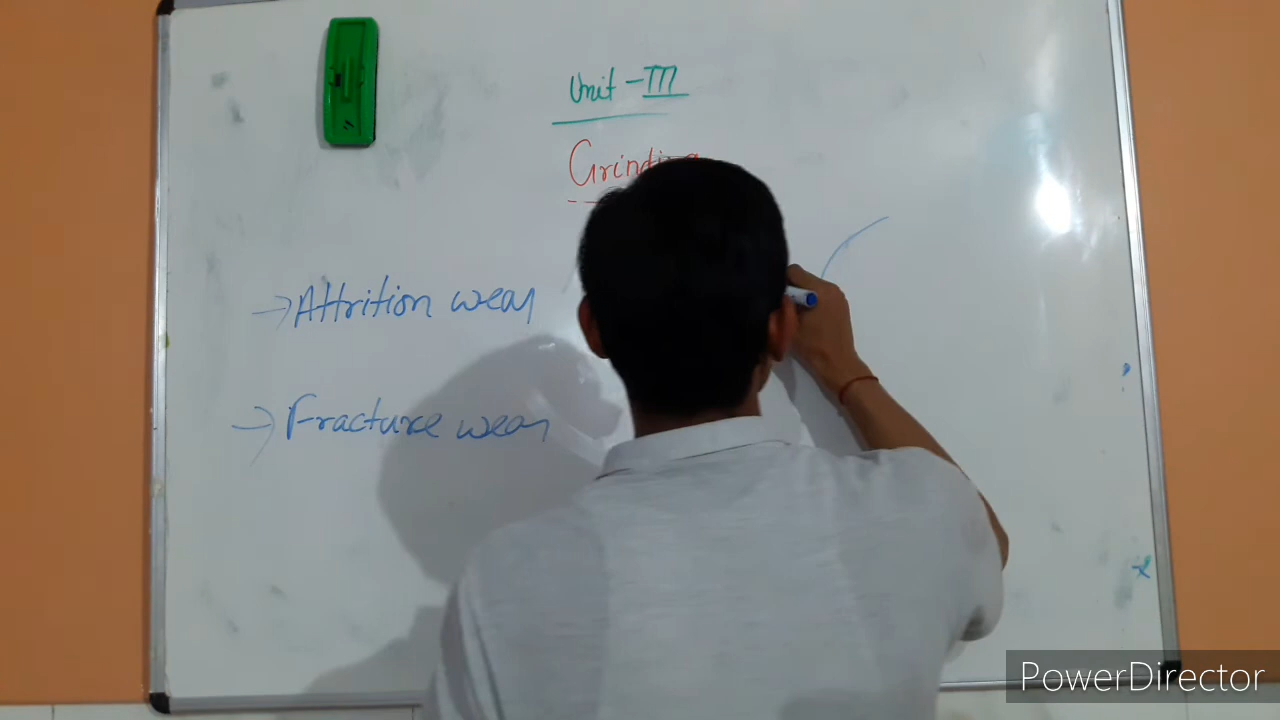 Unit - III
Grinding
→ Attrition wear
→ Fracture wear
PowerDirector